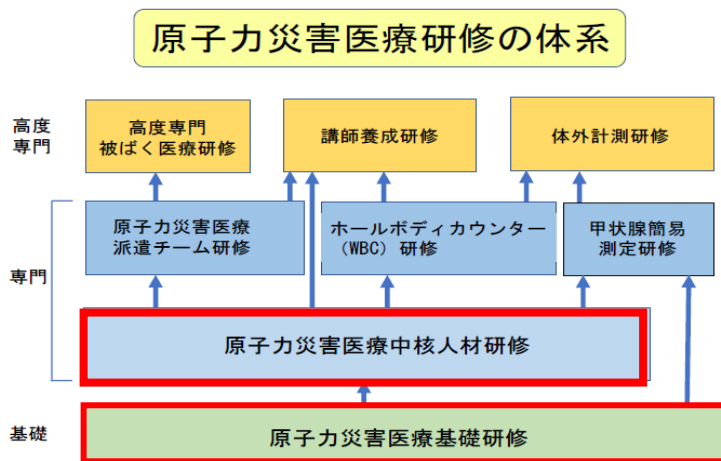 原子力災害医療研修の体系
高度
専門
高度専門
被ばく医療研修
講師養成研修
体外計測研修
専門
原子力災害医療
派遣チーム研修
ホールボディカウンター
（WBC）研修
甲状腺簡易
測定研修
原子力災害医療中核人材研修
基礎
原子力災害医療基礎研修